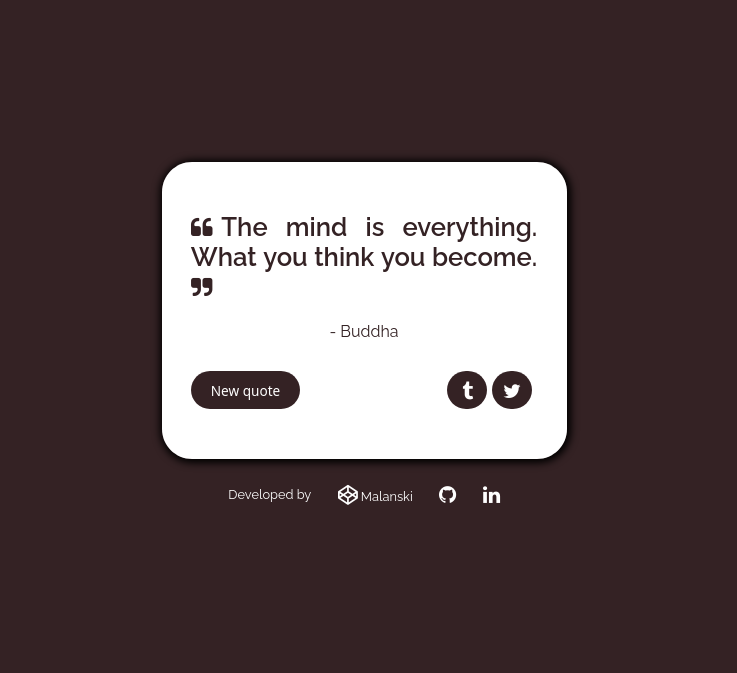 ❝ The mind is everything.
What you think you become.
❞
- Buddha
New quote
Developed by Malanski